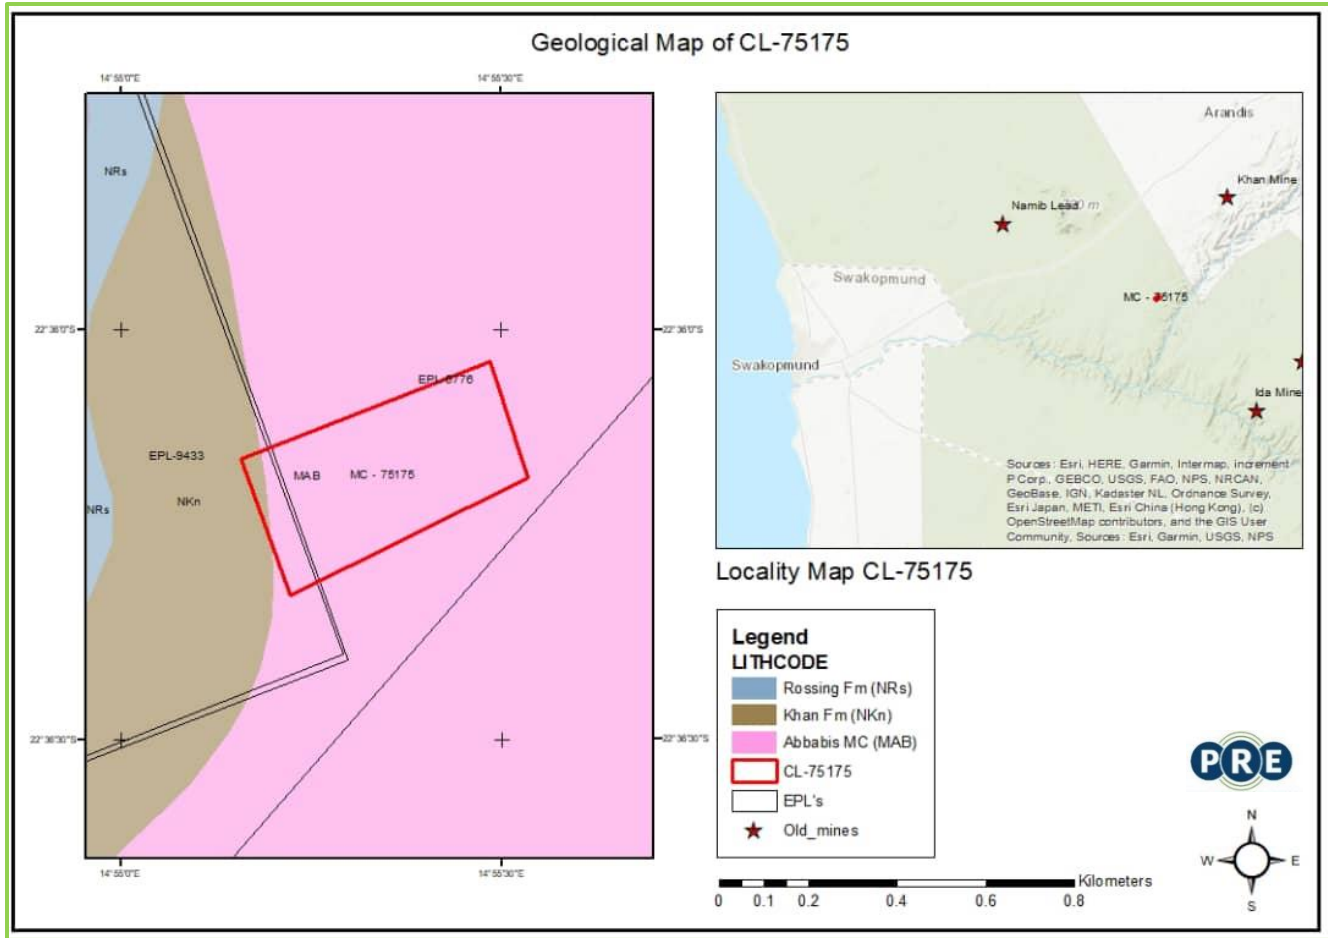 Geological Map of CL-75175
14°55'0"E
14°55'30"E
NRs
22°36'0"S
22°36'0"S
EPL-6776
EPL-9433
MAB
MC - 75175
NKn
NRs
22°36'30"S
22°36'30"S
14°55'0"E
14°55'30"E
Arandis
Khan Mine
Namib Lead
Swakopmund
MC - 75175
Swakopmund
Ida Mine
Sources: Esri, HERE, Garmin, Intermap, increment
P Corp., GEBCO, USGS, FAO, NPS, NRCAN,
GeoBase, IGN, Kadaster NL, Ordnance Survey,
Esri Japan, METI, Esri China (Hong Kong), (c)
OpenStreetMap contributors, and the GIS User
Community, Sources: Esri, Garmin, USGS, NPS
Locality Map CL-75175
Legend
LITHCODE
Rossing Fm (NRs)
Khan Fm (NKn)
Abbabis MC (MAB)
CL-75175
EPL's
Old_mines
PRE
N
W E
S
Kilometers
0 0.1 0.2 0.4 0.6 0.8